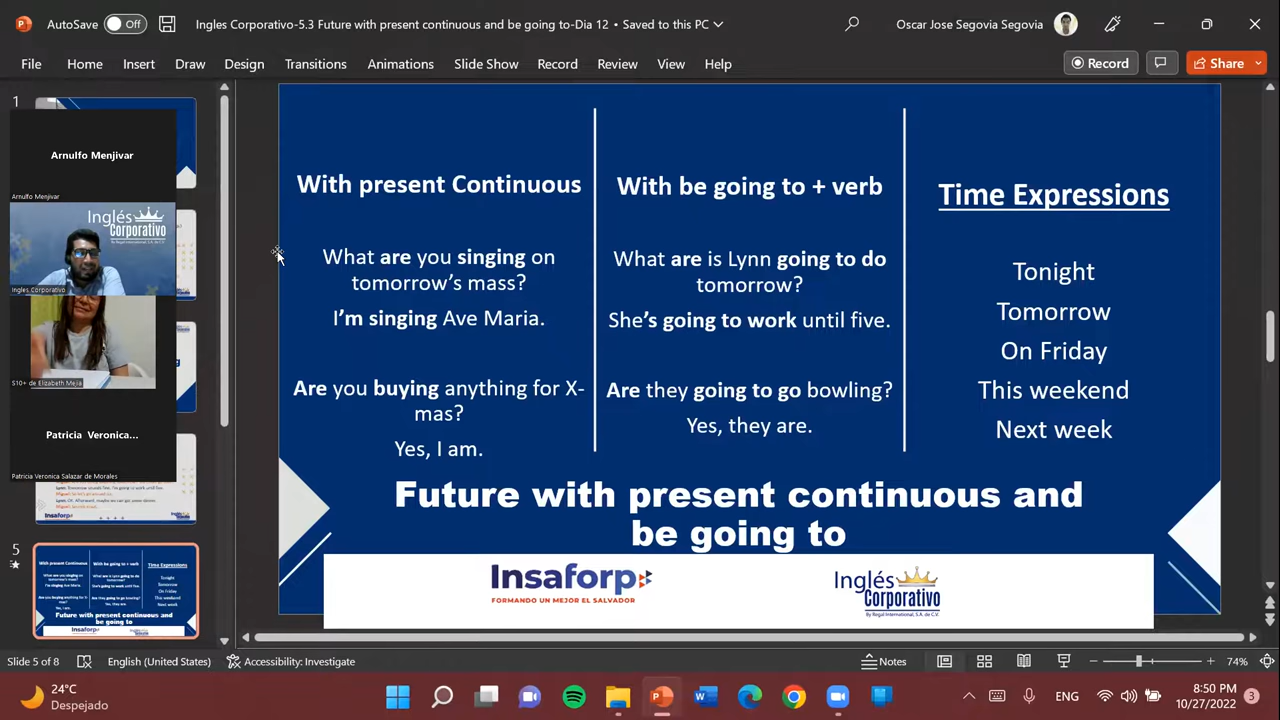 AutoSave Off Ingles Corporativo-5.3 Future with present continuous and be going to-Dia 12 • Saved to this PC Oscar Jose Segovia Segovia
File Home Insert Draw Design Transitions Animations Slide Show Record Review View Help Record Share
1
Arnulfo Menjivar
Arnulfo Menjivar
Inglés
Corporativo
Ingles Corporativo
S10+ de Elizabeth Mejia
Patricia Veronica...
Patricia Veronica Salazar de Morales
5
With present Continuous
What are you singing on
tomorrow's mass?
I'm singing Ave Maria.
Are you buying anything for X-
mas?
Yes, I am.
With be going to + verb
What are is Lynn going to do
tomorrow?
She's going to work until five.
Are they going to go bowling?
Yes, they are.
Time Expressions
Tonight
Tomorrow
On Friday
This weekend
Next week
Future with present continuous and
be going to
Insaforp
FORMANDO UN MEJOR EL SALVADOR
Inglés
Corporativo
By Regal International, S.A. de C.V.
Slide 5 of 8 English (United States) Accessibility: Investigate Notes 74%
24°C
Despejado
ENG
8:50 PM
10/27/2022
3